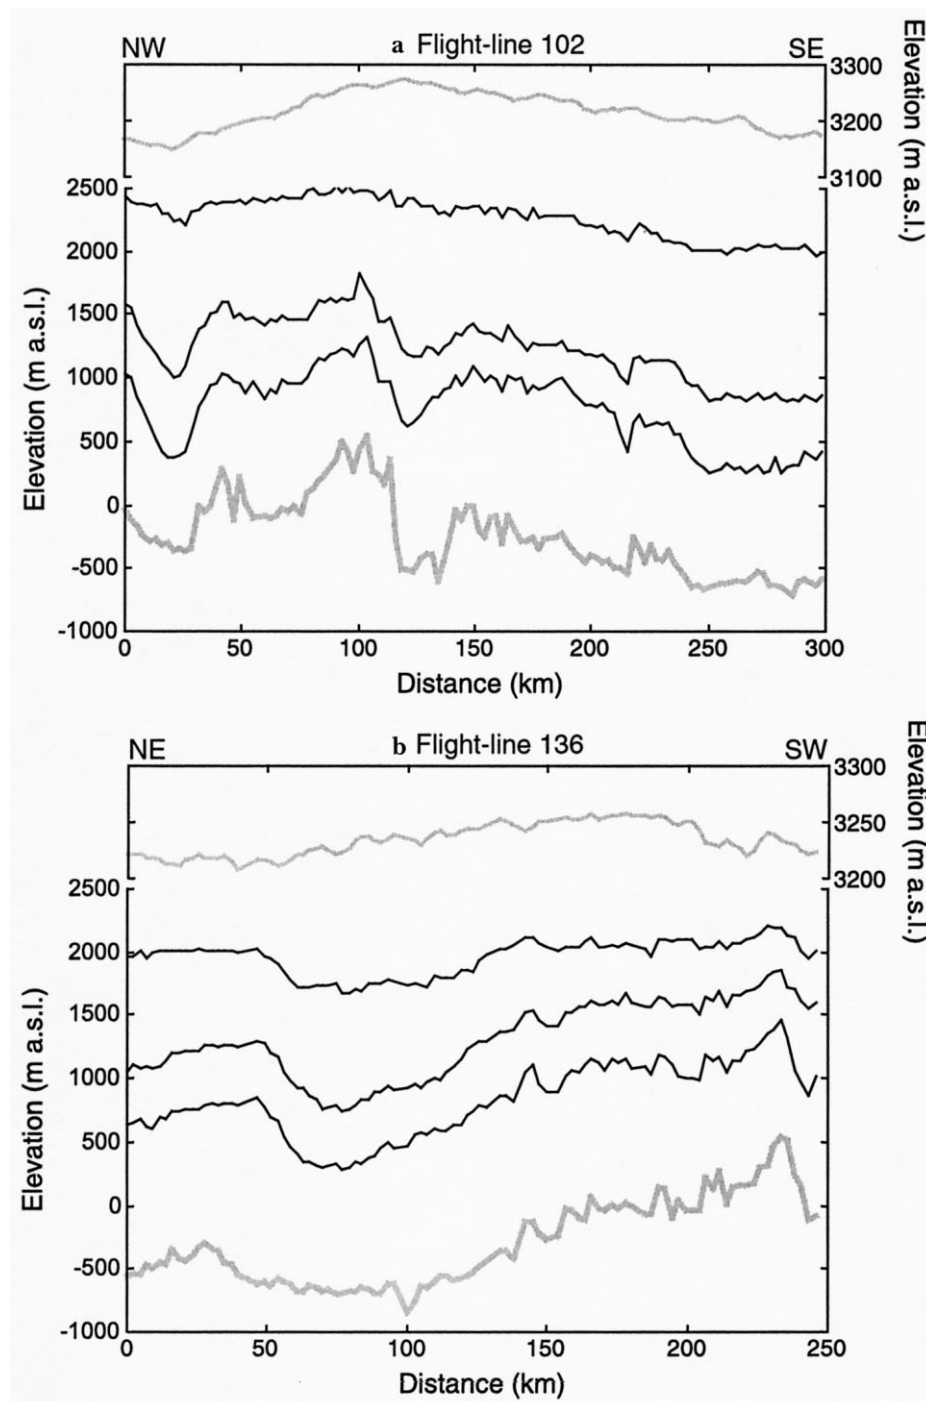 NW a Flight-line 102 SE
Elevation (m a.s.l.)
3300
3200
3100
2500
2000
1500
1000
500
0
-500
-1000
Elevation (m a.s.l.)
0 50 100 150 200 250 300
Distance (km)
NE b Flight-line 136 SW
Elevation (m a.s.l.)
3300
3250
3200
2500
2000
1500
1000
500
0
-500
-1000
Elevation (m a.s.l.)
0 50 100 150 200 250
Distance (km)